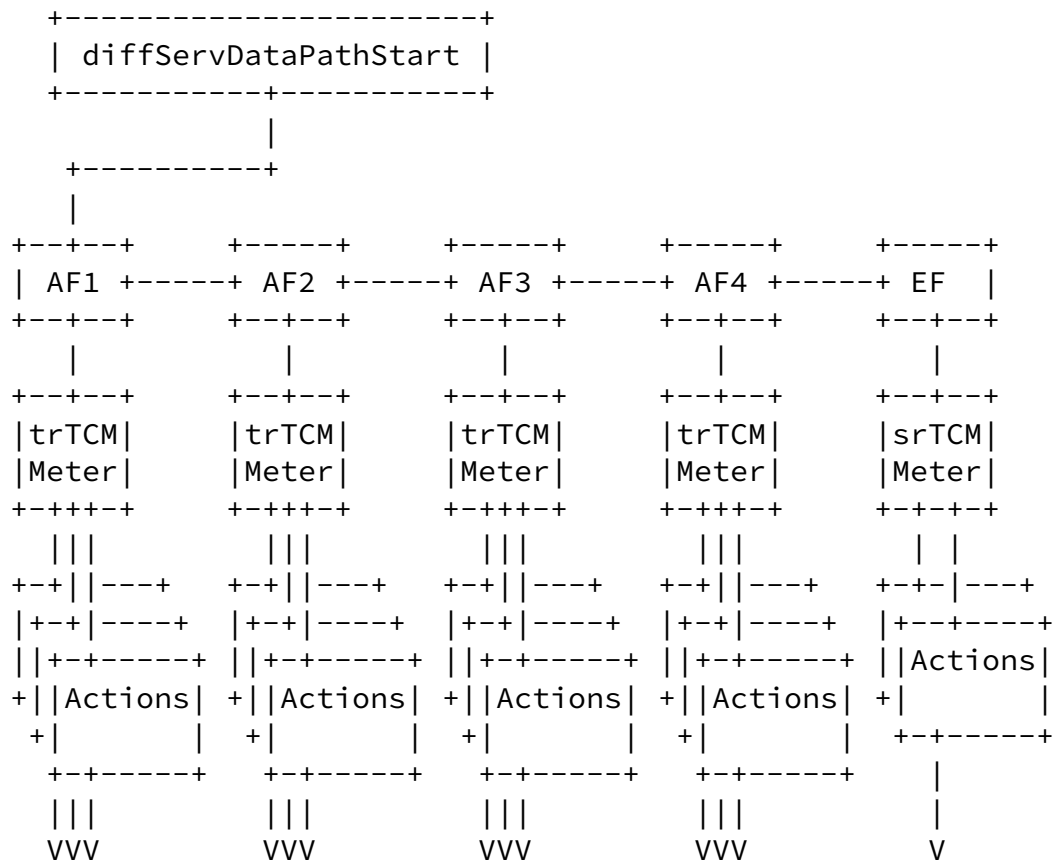 diffServDataPathStart
AF1 AF2 AF3 AF4 EF
trTCM trTCM trTCM trTCM srTCM
Meter Meter Meter Meter Meter
Actions
Actions Actions Actions Actions
VVV VVV VVV VVV V